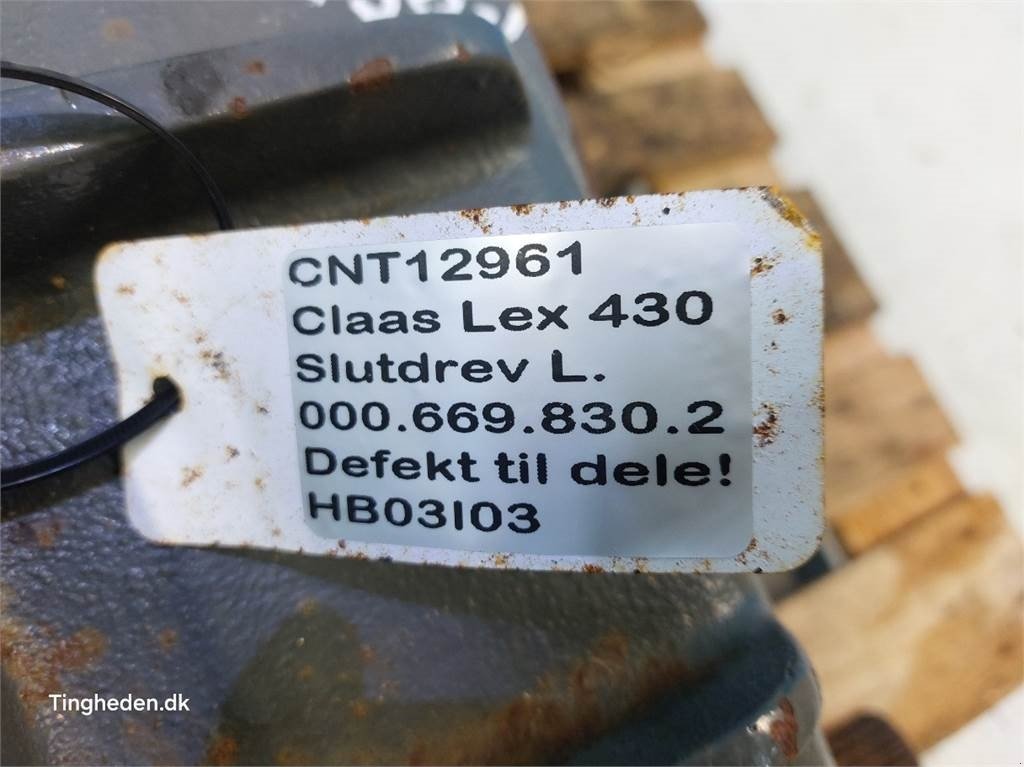 CNT12961
Claas Lex 430
Slutdrev L.
000.669.830.2
Defekt til dele!
HB03I03
Tingheden.dk